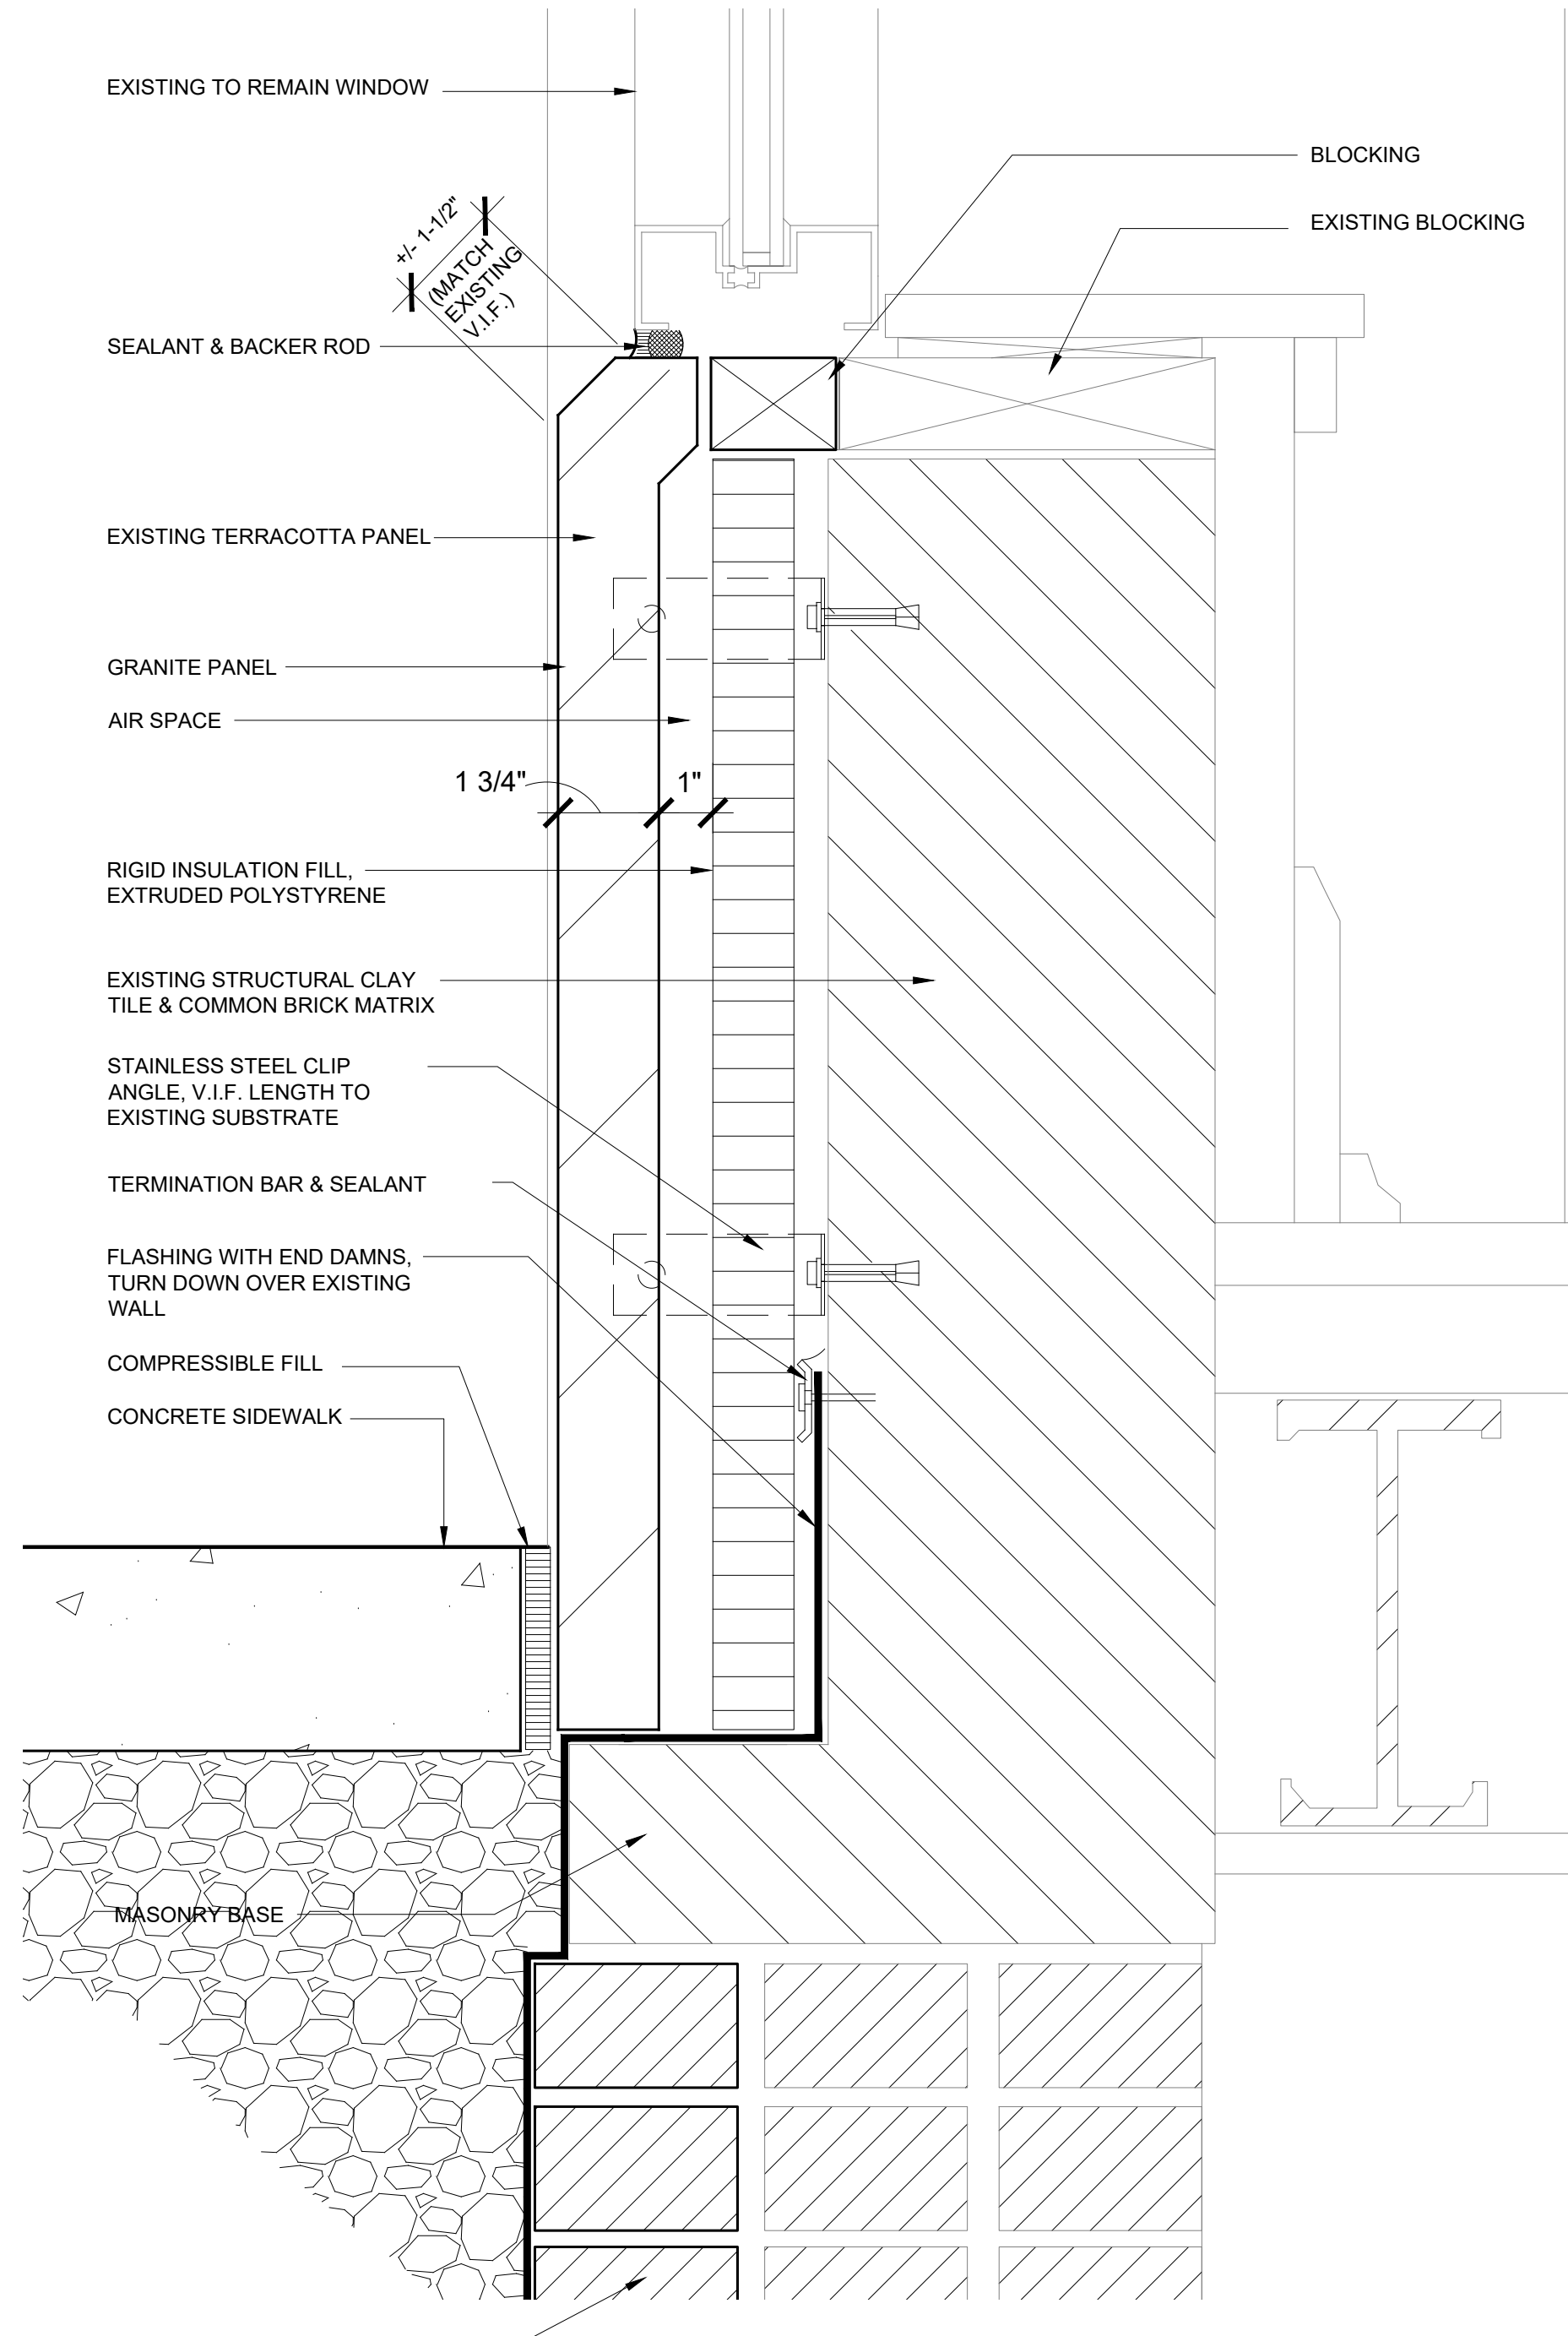 EXISTING TO REMAIN WINDOW
BLOCKING
EXISTING BLOCKING
+/- 1-1/2"
(MATCH
EXISTING
V.I.F.)
SEALANT & BACKER ROD
EXISTING TERRACOTTA PANEL
GRANITE PANEL
AIR SPACE
1 3/4"
1"
RIGID INSULATION FILL,
EXTRUDED POLYSTYRENE
EXISTING STRUCTURAL CLAY
TILE & COMMON BRICK MATRIX
STAINLESS STEEL CLIP
ANGLE, V.I.F. LENGTH TO
EXISTING SUBSTRATE
TERMINATION BAR & SEALANT
FLASHING WITH END DAMNS,
TURN DOWN OVER EXISTING
WALL
COMPRESSIBLE FILL
CONCRETE SIDEWALK
MASONRY BASE